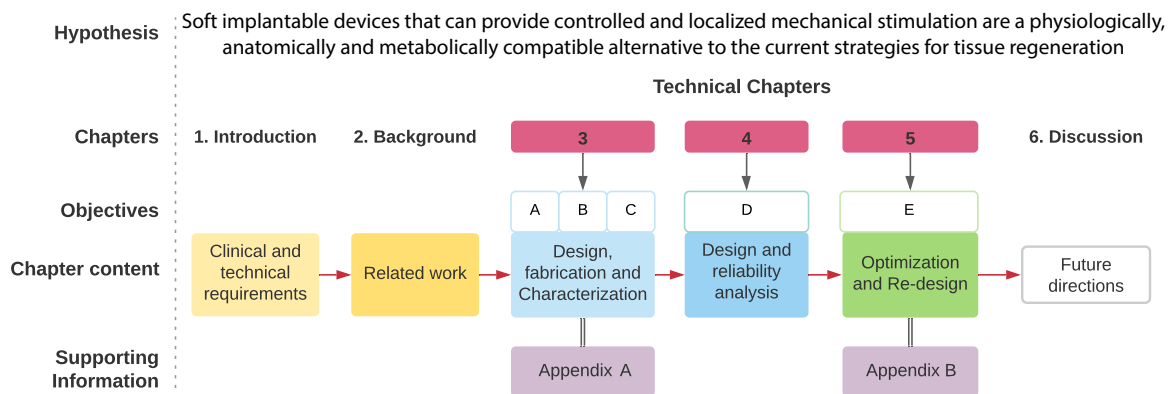 Hypothesis
Soft implantable devices that can provide controlled and localized mechanical stimulation are a physiologically,
anatomically and metabolically compatible alternative to the current strategies for tissue regeneration
Technical Chapters
Chapters
1. Introduction
2. Background
3
4
5
6. Discussion
Objectives
A
B
C
D
E
Chapter content
Clinical and
technical
requirements
Related work
Design,
fabrication and
Characterization
Design and
reliability
analysis
Optimization
and Re-design
Future
directions
Supporting
Information
Appendix A
Appendix B